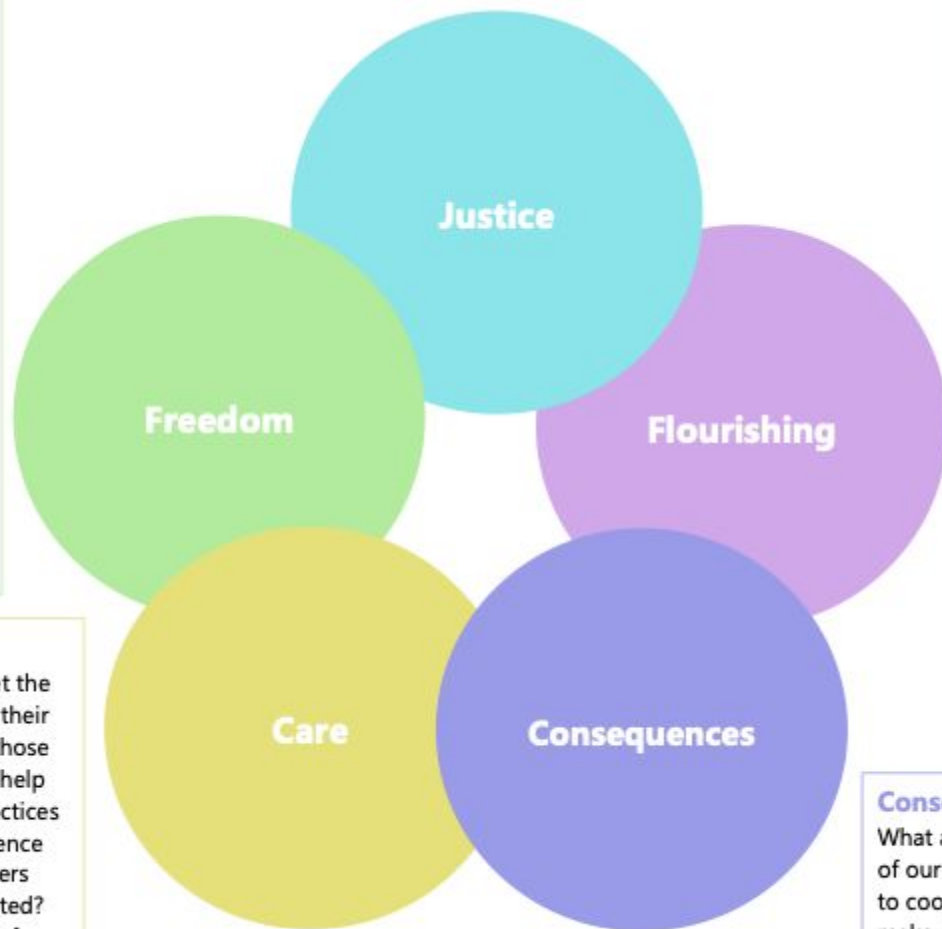 Justice
Freedom
Flourishing
Care
Consequences
t the
their
hose
help
ctices
ence
ers
ted?
Cons
What a
of our
to coo